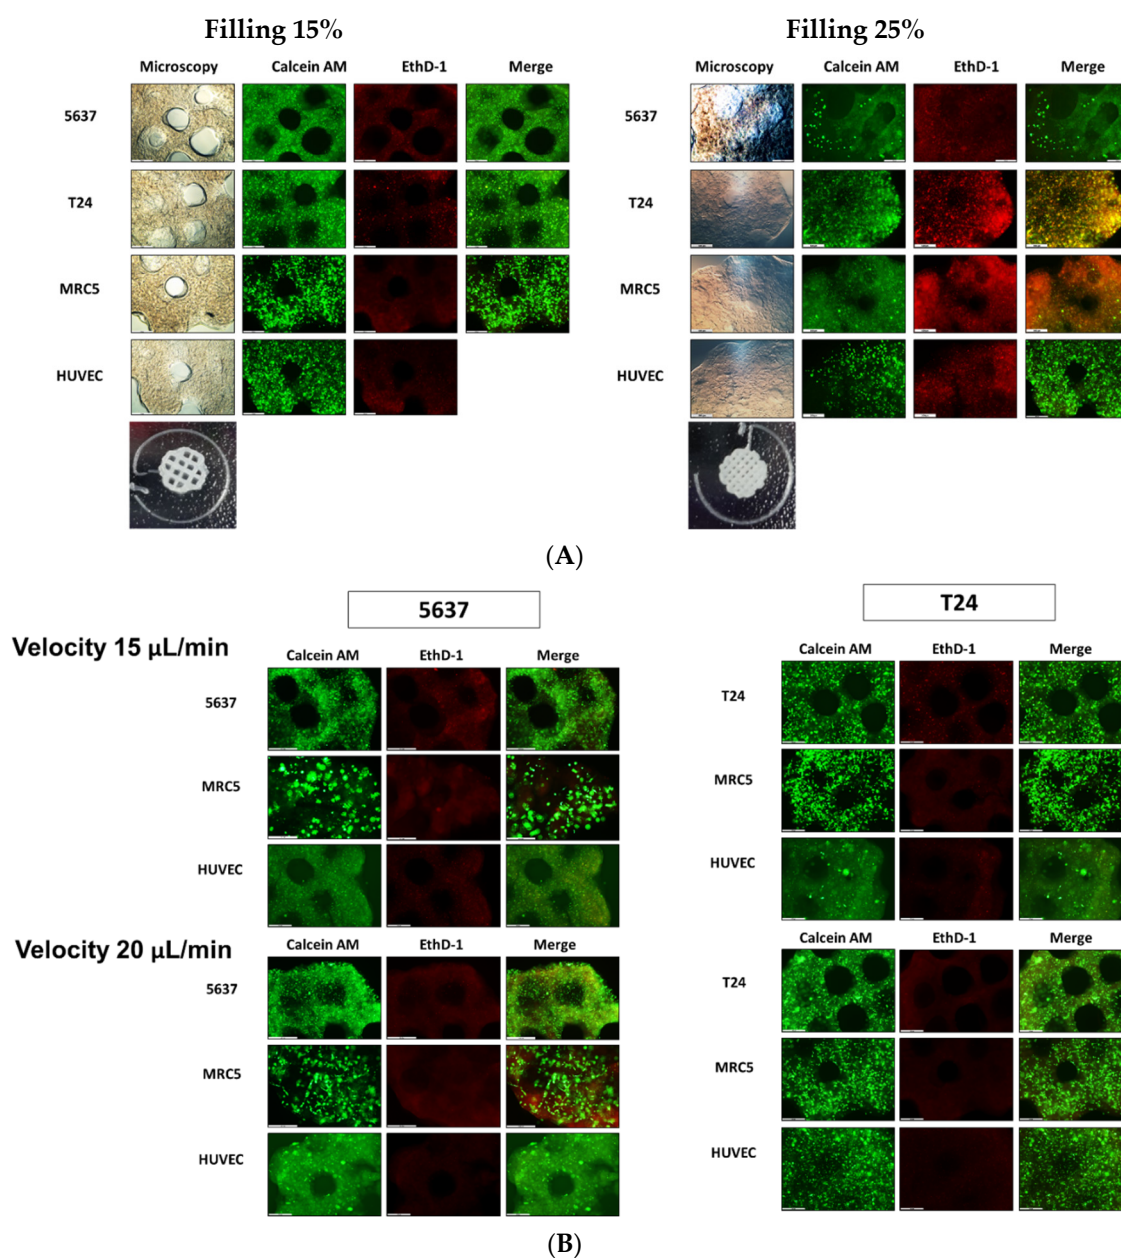 Filling 15%
Filling 25%
Microscopy Calcein AM EthD-1 Merge
Microscopy Calcein AM EthD-1 Merge
5637
5637
T24
T24
MRC5
MRC5
HUVEC
HUVEC
(A)
5637
T24
Velocity 15 µL/min
Calcein AM EthD-1 Merge
Calcein AM EthD-1 Merge
5637
T24
MRC5
MRC5
HUVEC
HUVEC
Velocity 20 µL/min
Calcein AM EthD-1 Merge
Calcein AM EthD-1 Merge
5637
T24
MRC5
MRC5
HUVEC
HUVEC
(B)